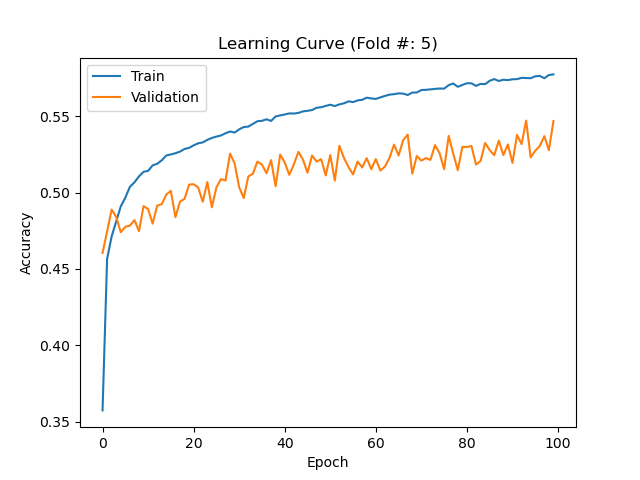 Learning Curve (Fold #: 5)
Train
Validation
0.55
0.50
0.45
0.40
0.35
Accuracy
0 20 40 60 80 100
Epoch